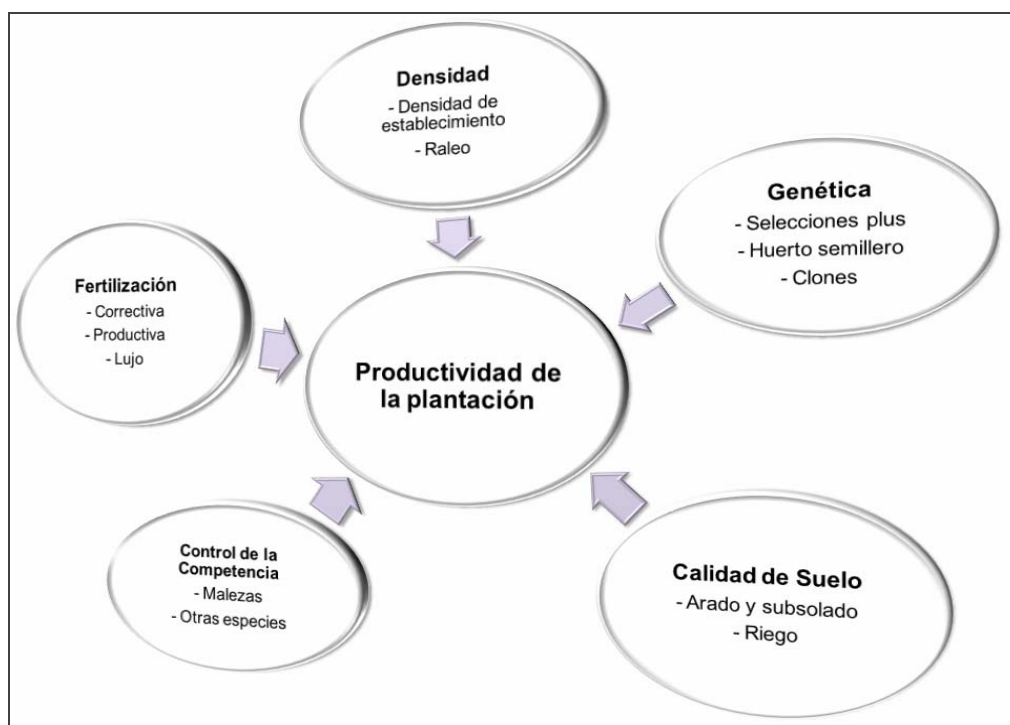 Densidad
- Densidad de
establecimiento
- Raleo
Genética
- Selecciones plus
- Huerto semillero
- Clones
Fertilización
- Correctiva
- Productiva
- Lujo
Productividad de
la plantación
Control de la
Competencia
- Malezas
- Otras especies
Calidad de Suelo
- Arado y subsolado
- Riego